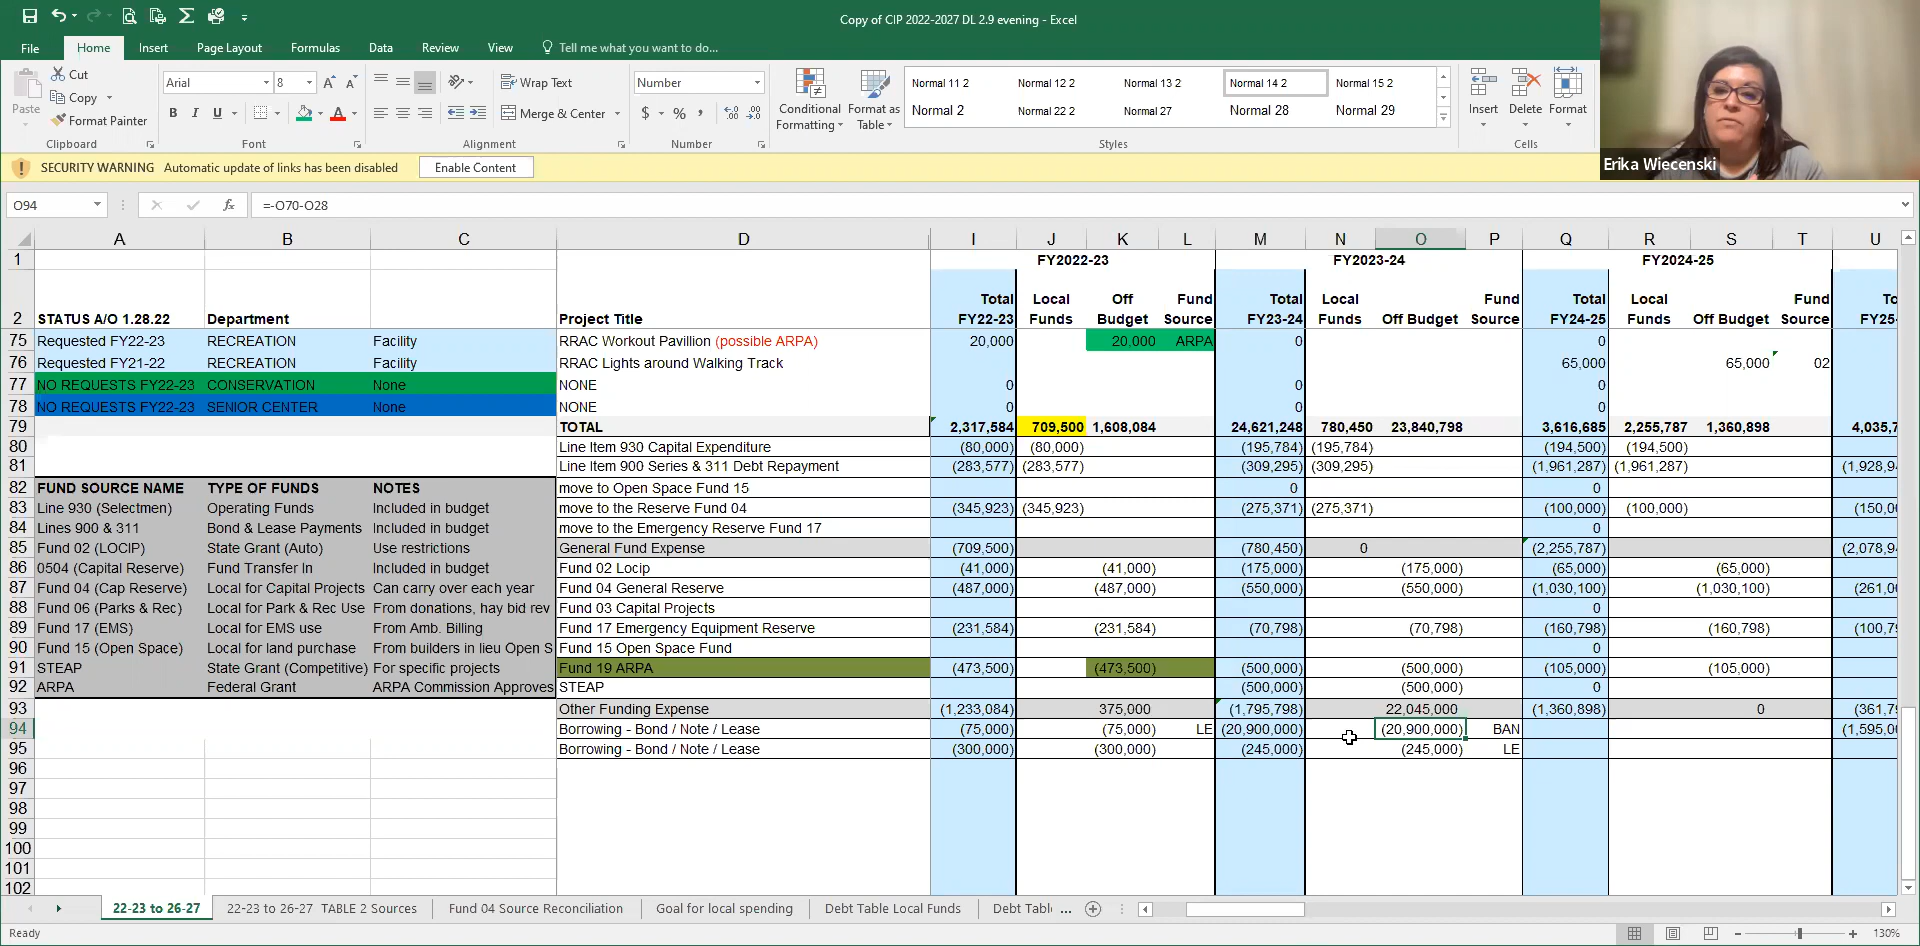 Copy of CIP 2022-2027 DL 2.9 evening - Excel
File Home Insert Page Layout Formulas Data Review View Tell me what you want to do...
Paste Cut Copy Format Painter Clipboard
Arial 8 B I U Font
Wrap Text Merge & Center Alignment
Number $ % , Number
Conditional Formatting Format as Table
Normal 11 2 Normal 12 2 Normal 13 2 Normal 14 2 Normal 15 2
Normal 2 Normal 22 2 Normal 27 Normal 28 Normal 29
Styles
Insert Delete Format Cells
Erika Wiecenski
SECURITY WARNING Automatic update of links has been disabled Enable Content
O94 fx =-O70-O28
A B C D I J K L M N O P Q R S T U
1 FY2022-23 FY2023-24 FY2024-25
Total Local Off Fund Total Local Fund Total Local Fund To
2 STATUS A/O 1.28.22 Department Project Title FY22-23 Funds Budget Source FY23-24 Funds Off Budget Source FY24-25 Funds Off Budget Source FY25-
75 Requested FY22-23 RECREATION Facility RRAC Workout Pavillion (possible ARPA) 20,000 20,000 ARPA 0 0
76 Requested FY21-22 RECREATION Facility RRAC Lights around Walking Track 65,000 65,000 02
77 NO REQUESTS FY22-23 CONSERVATION None NONE 0 0 0
78 NO REQUESTS FY22-23 SENIOR CENTER None NONE 0 0 0
79 TOTAL 2,317,584 709,500 1,608,084 24,621,248 780,450 23,840,798 3,616,685 2,255,787 1,360,898 4,035,7
80 Line Item 930 Capital Expenditure (80,000) (80,000) (195,784) (195,784) (194,500) (194,500)
81 Line Item 900 Series & 311 Debt Repayment (283,577) (283,577) (309,295) (309,295) (1,961,287) (1,961,287) (1,928,9
82 FUND SOURCE NAME TYPE OF FUNDS NOTES move to Open Space Fund 15 0 0
83 Line 930 (Selectmen) Operating Funds Included in budget move to the Reserve Fund 04 (345,923) (345,923) (275,371) (275,371) (100,000) (100,000) (150,00
84 Lines 900 & 311 Bond & Lease Payments Included in budget move to the Emergency Reserve Fund 17 0
85 Fund 02 (LOCIP) State Grant (Auto) Use restrictions General Fund Expense (709,500) (780,450) 0 (2,255,787) (2,078,9
86 0504 (Capital Reserve) Fund Transfer In Included in budget Fund 02 Locip (41,000) (41,000) (175,000) (175,000) (65,000) (65,000)
87 Fund 04 (Cap Reserve) Local for Capital Projects Can carry over each year Fund 04 General Reserve (487,000) (487,000) (550,000) (550,000) (1,030,100) (1,030,100) (261,00
88 Fund 06 (Parks & Rec) Local for Park & Rec Use From donations, hay bid rev Fund 03 Capital Projects 0
89 Fund 17 (EMS) Local for EMS use From Amb. Billing Fund 17 Emergency Equipment Reserve (231,584) (231,584) (70,798) (70,798) (160,798) (160,798) (100,79
90 Fund 15 (Open Space) Local for land purchase From builders in lieu Open S Fund 15 Open Space Fund 0
91 STEAP State Grant (Competitive) For specific projects Fund 19 ARPA (473,500) (473,500) (500,000) (500,000) (105,000) (105,000)
92 ARPA Federal Grant ARPA Commission Approves STEAP (500,000) (500,000) 0
93 Other Funding Expense (1,233,084) 375,000 (1,795,798) 22,045,000 (1,360,898) 0 (361,79
94 Borrowing - Bond / Note / Lease (75,000) (75,000) LE (20,900,000) (20,900,000) BAN (1,595,00
95 Borrowing - Bond / Note / Lease (300,000) (300,000) (245,000) (245,000) LE
96
97
98
99
100
101
102
22-23 to 26-27 22-23 to 26-27 TABLE 2 Sources Fund 04 Source Reconciliation Goal for local spending Debt Table Local Funds Debt Table ...
Ready 130%